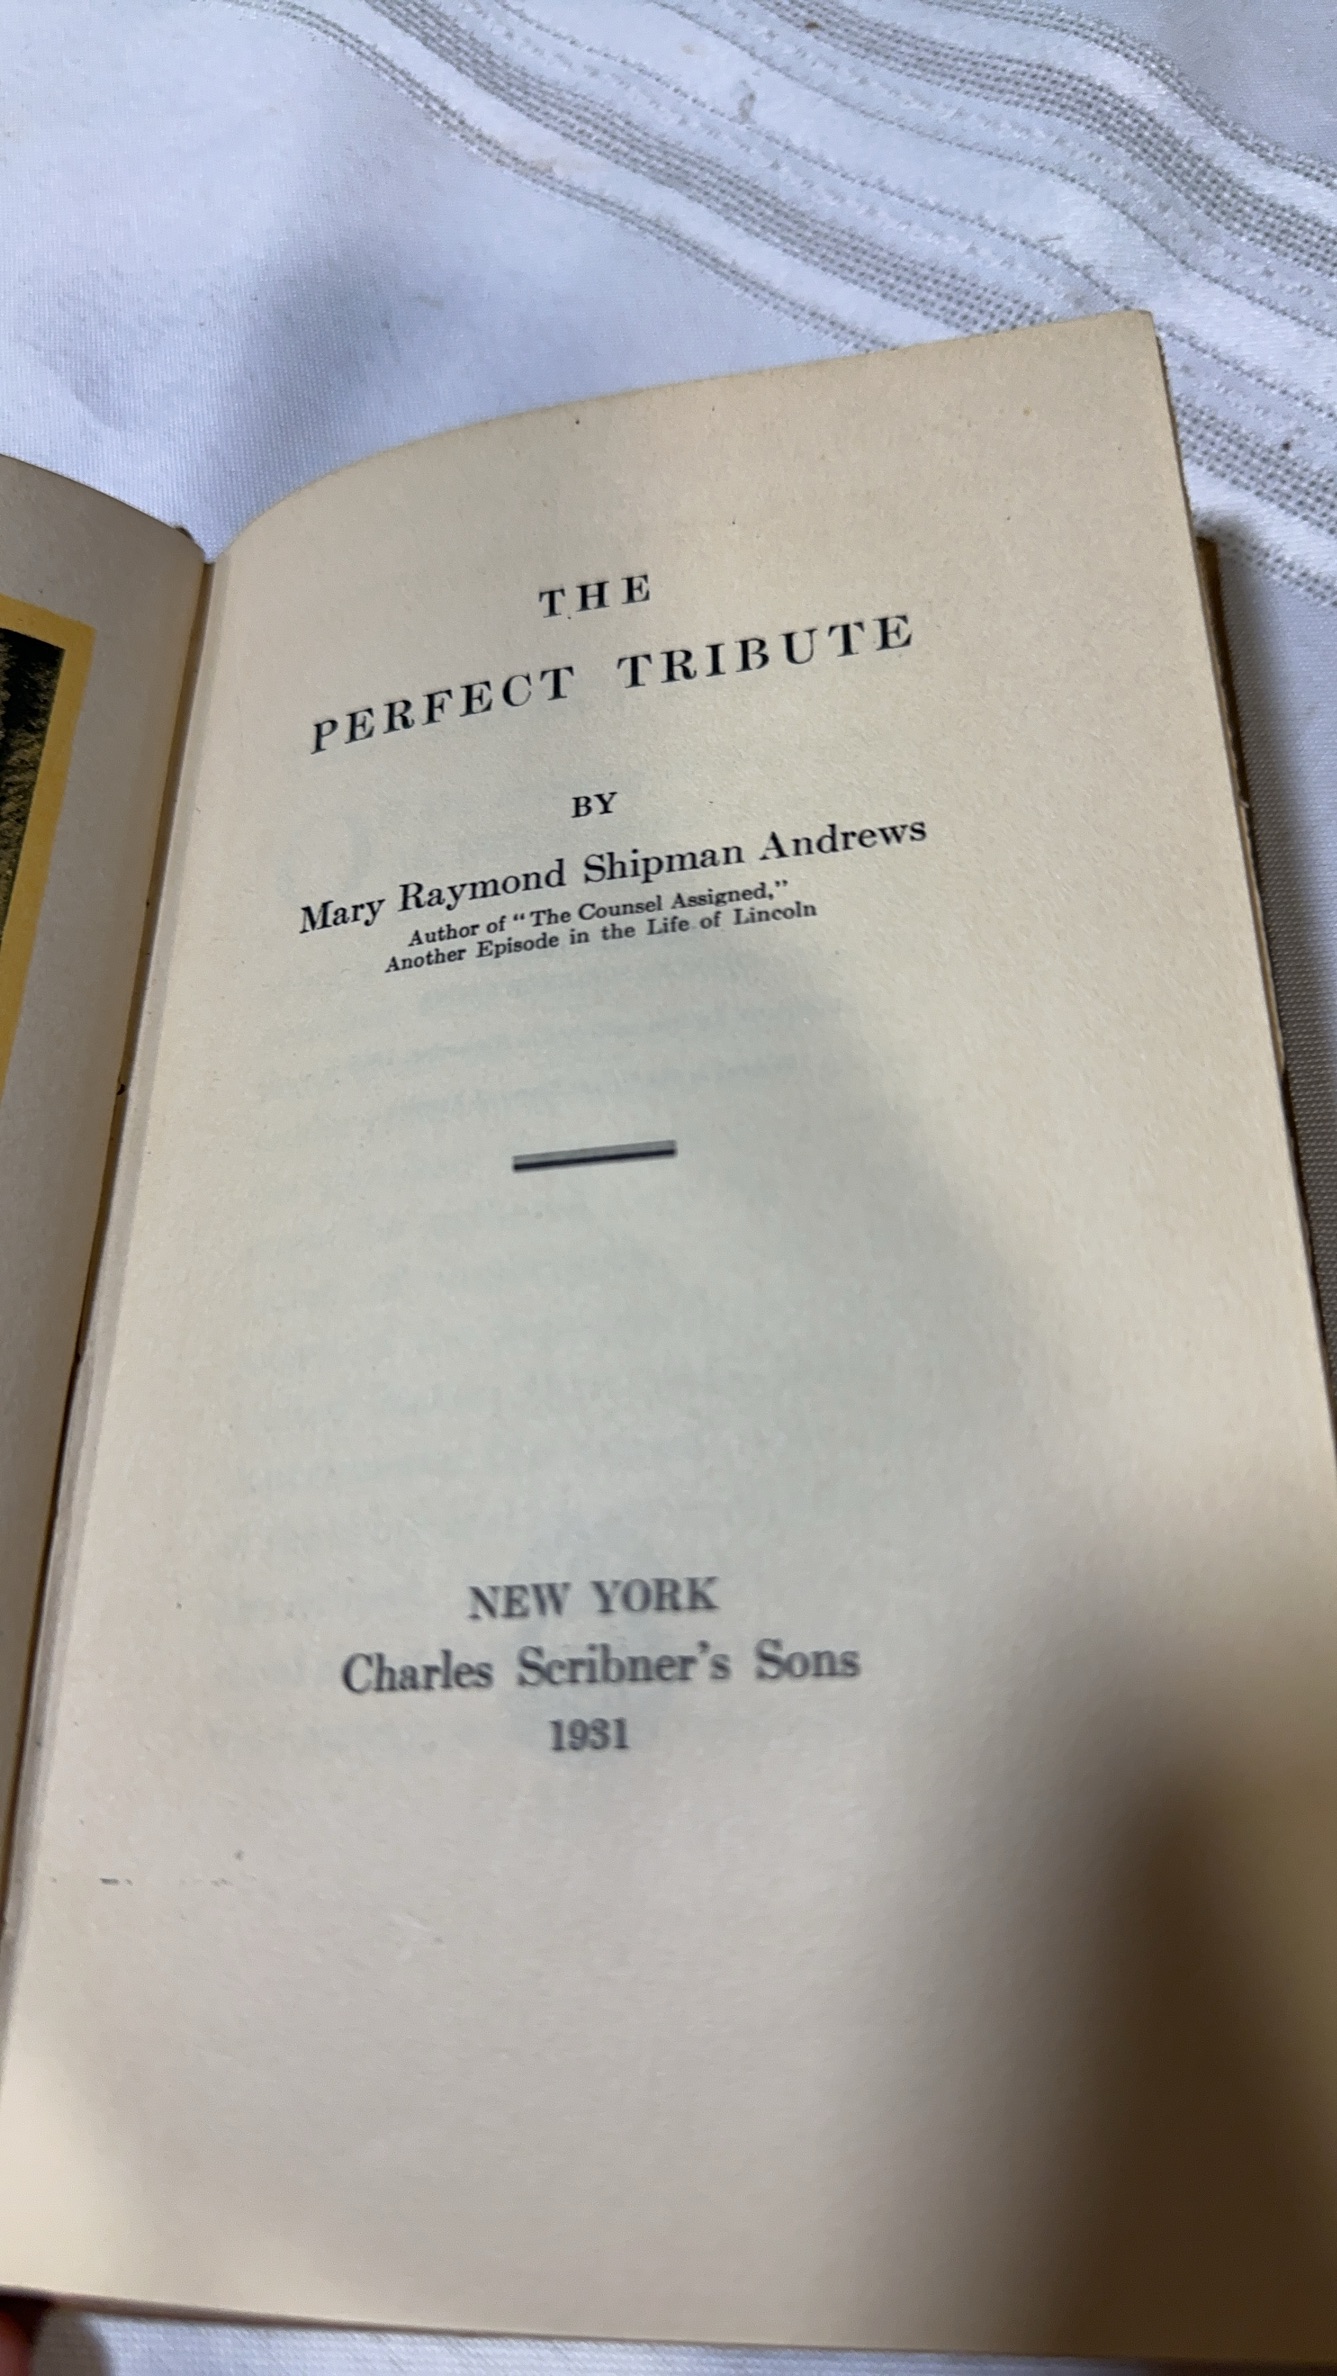 THE
PERFECT TRIBUTE
BY
Mary Raymond Shipman Andrews
Author of “The Counsel Assigned,”
Another Episode in the Life of Lincoln
NEW YORK
Charles Scribner's Sons
1931